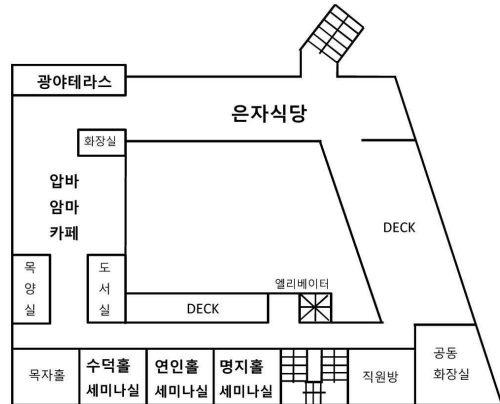 광야테라스
은자식당
화장실
압바
암마
카페
DECK
목
양
실
도
서
실
엘리베이터
DECK
목자홀
수덕홀
세미나실
연인홀
세미나실
명지홀
세미나실
직원방
공동
화장실